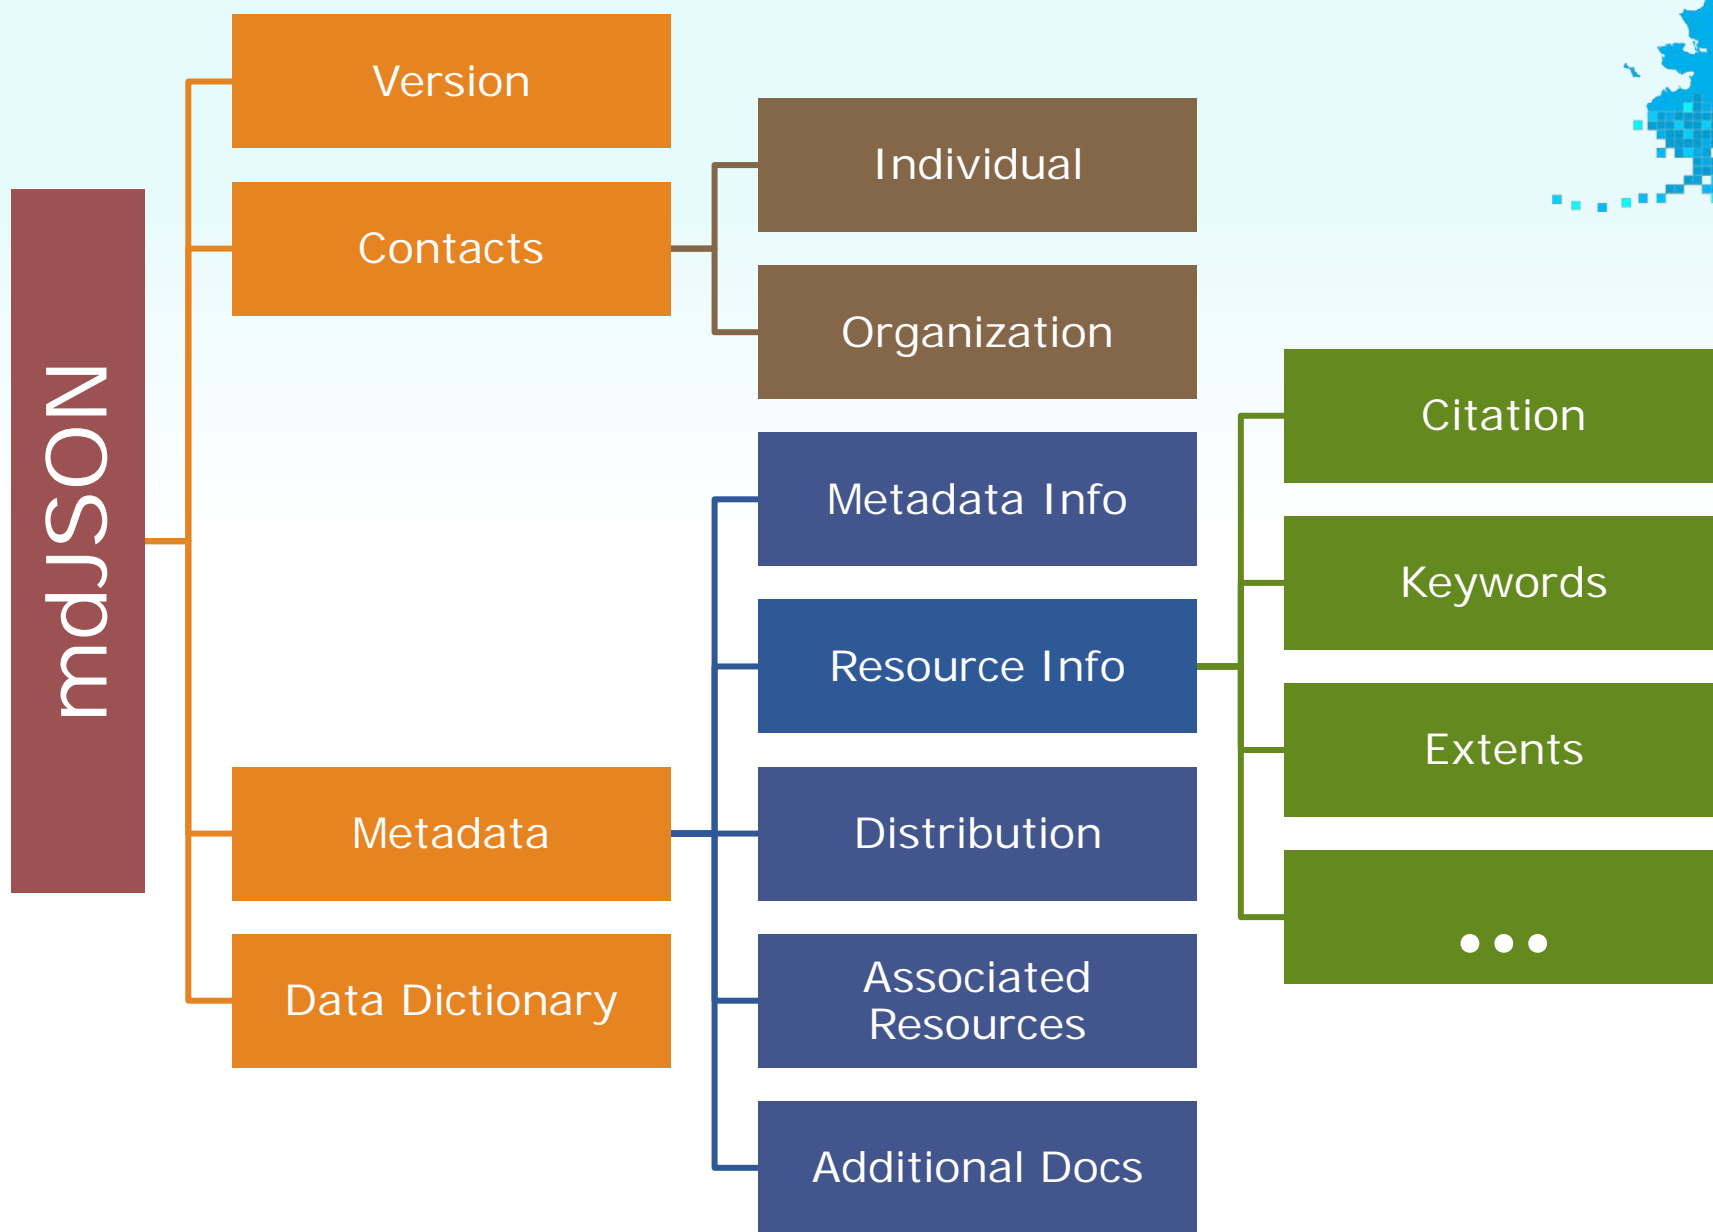 mdJSON
Version
Contacts
Individual
Organization
Metadata
Metadata Info
Resource Info
Citation
Keywords
Extents
...
Distribution
Associated
Resources
Additional Docs
Data Dictionary